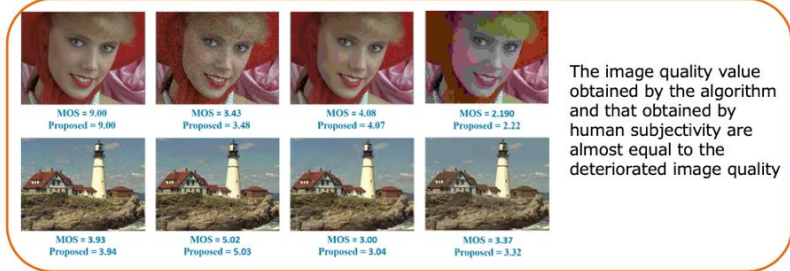 MOS = 9.00
Proposed = 9.00
MOS = 3.43
Proposed = 3.48
MOS = 4.08
Proposed = 4.07
MOS = 2.190
Proposed = 2.22
The image quality value
obtained by the algorithm
and that obtained by
human subjectivity are
almost equal to the
deteriorated image quality
MOS = 3.93
Proposed = 3.94
MOS = 5.02
Proposed = 5.03
MOS = 3.00
Proposed = 3.04
MOS = 3.37
Proposed = 3.32